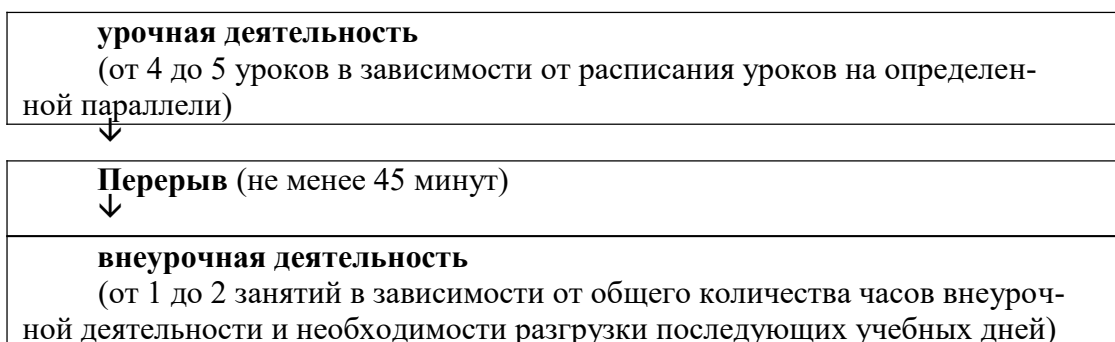 урочная деятельность
(от 4 до 5 уроков в зависимости от расписания уроков на определен-
ной параллели)
↓
Перерыв (не менее 45 минут)
↓
внеурочная деятельность
(от 1 до 2 занятий в зависимости от общего количества часов внеуроч-
ной деятельности и необходимости разгрузки последующих учебных дней)